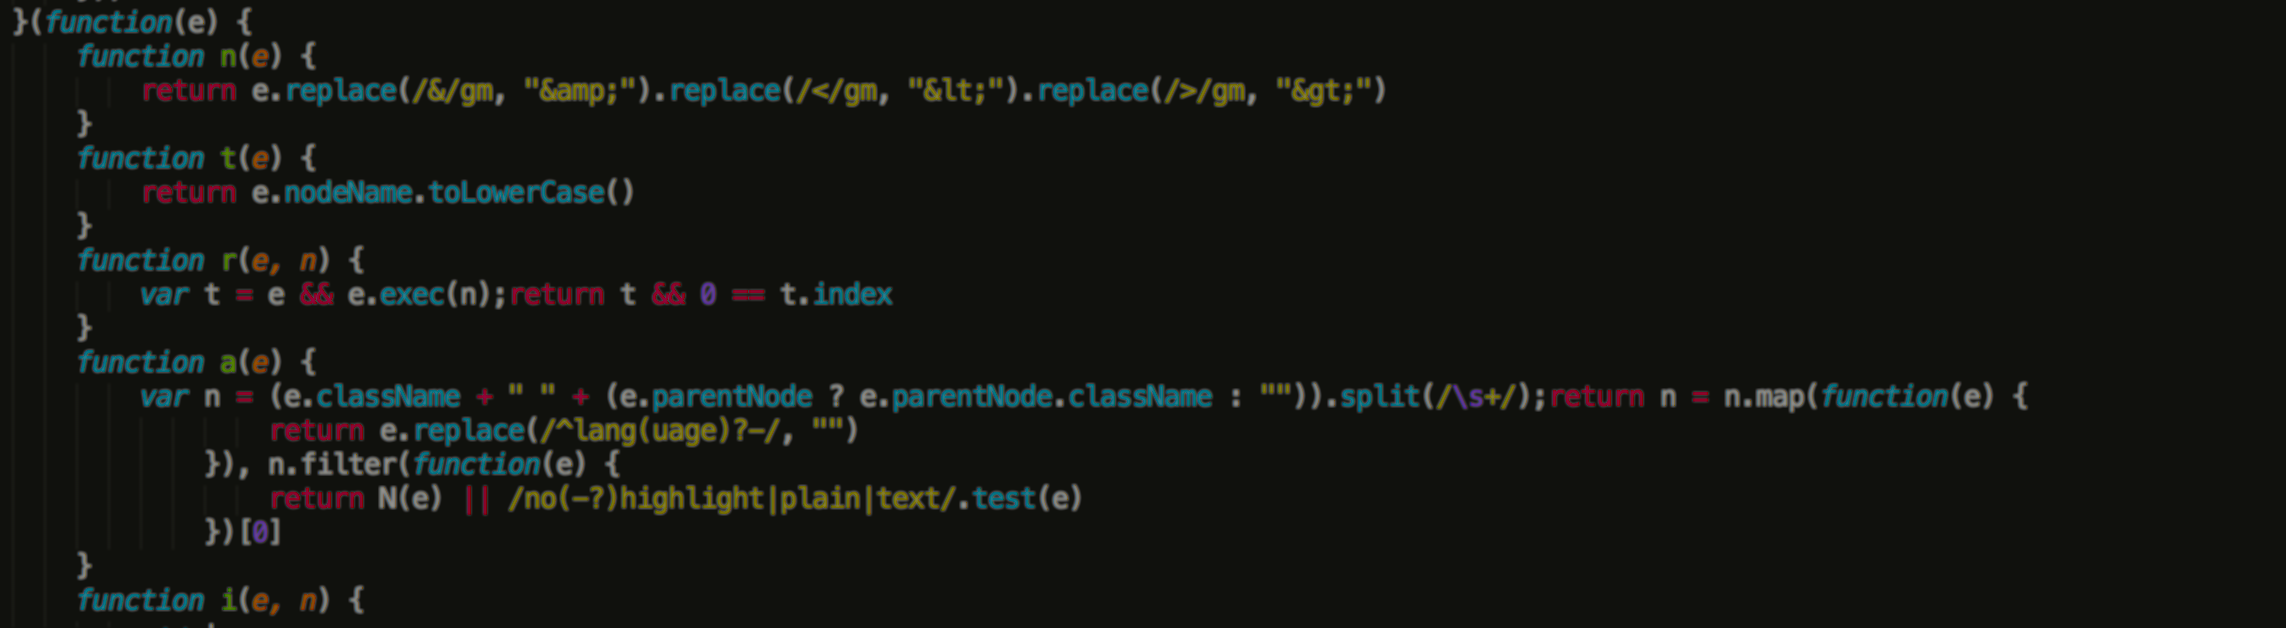 }(function(e) {
function n(e) {
return e.replace(/&/gm, "&amp;").replace(/</gm, "&lt;").replace(/>/gm, "&gt;")
}
function t(e) {
return e.nodeName.toLowerCase()
}
function r(e, n) {
var t = e && e.exec(n);return t && 0 == t.index
}
function a(e) {
var n = (e.className + " " + (e.parentNode ? e.parentNode.className : "")).split(/\s+/);return n = n.map(function(e) {
return e.replace(/^lang(uage)?-/, "")
}), n.filter(function(e) {
return N(e) || /no(-?)highlight|plain|text/.test(e)
})[0]
}
function i(e, n) {